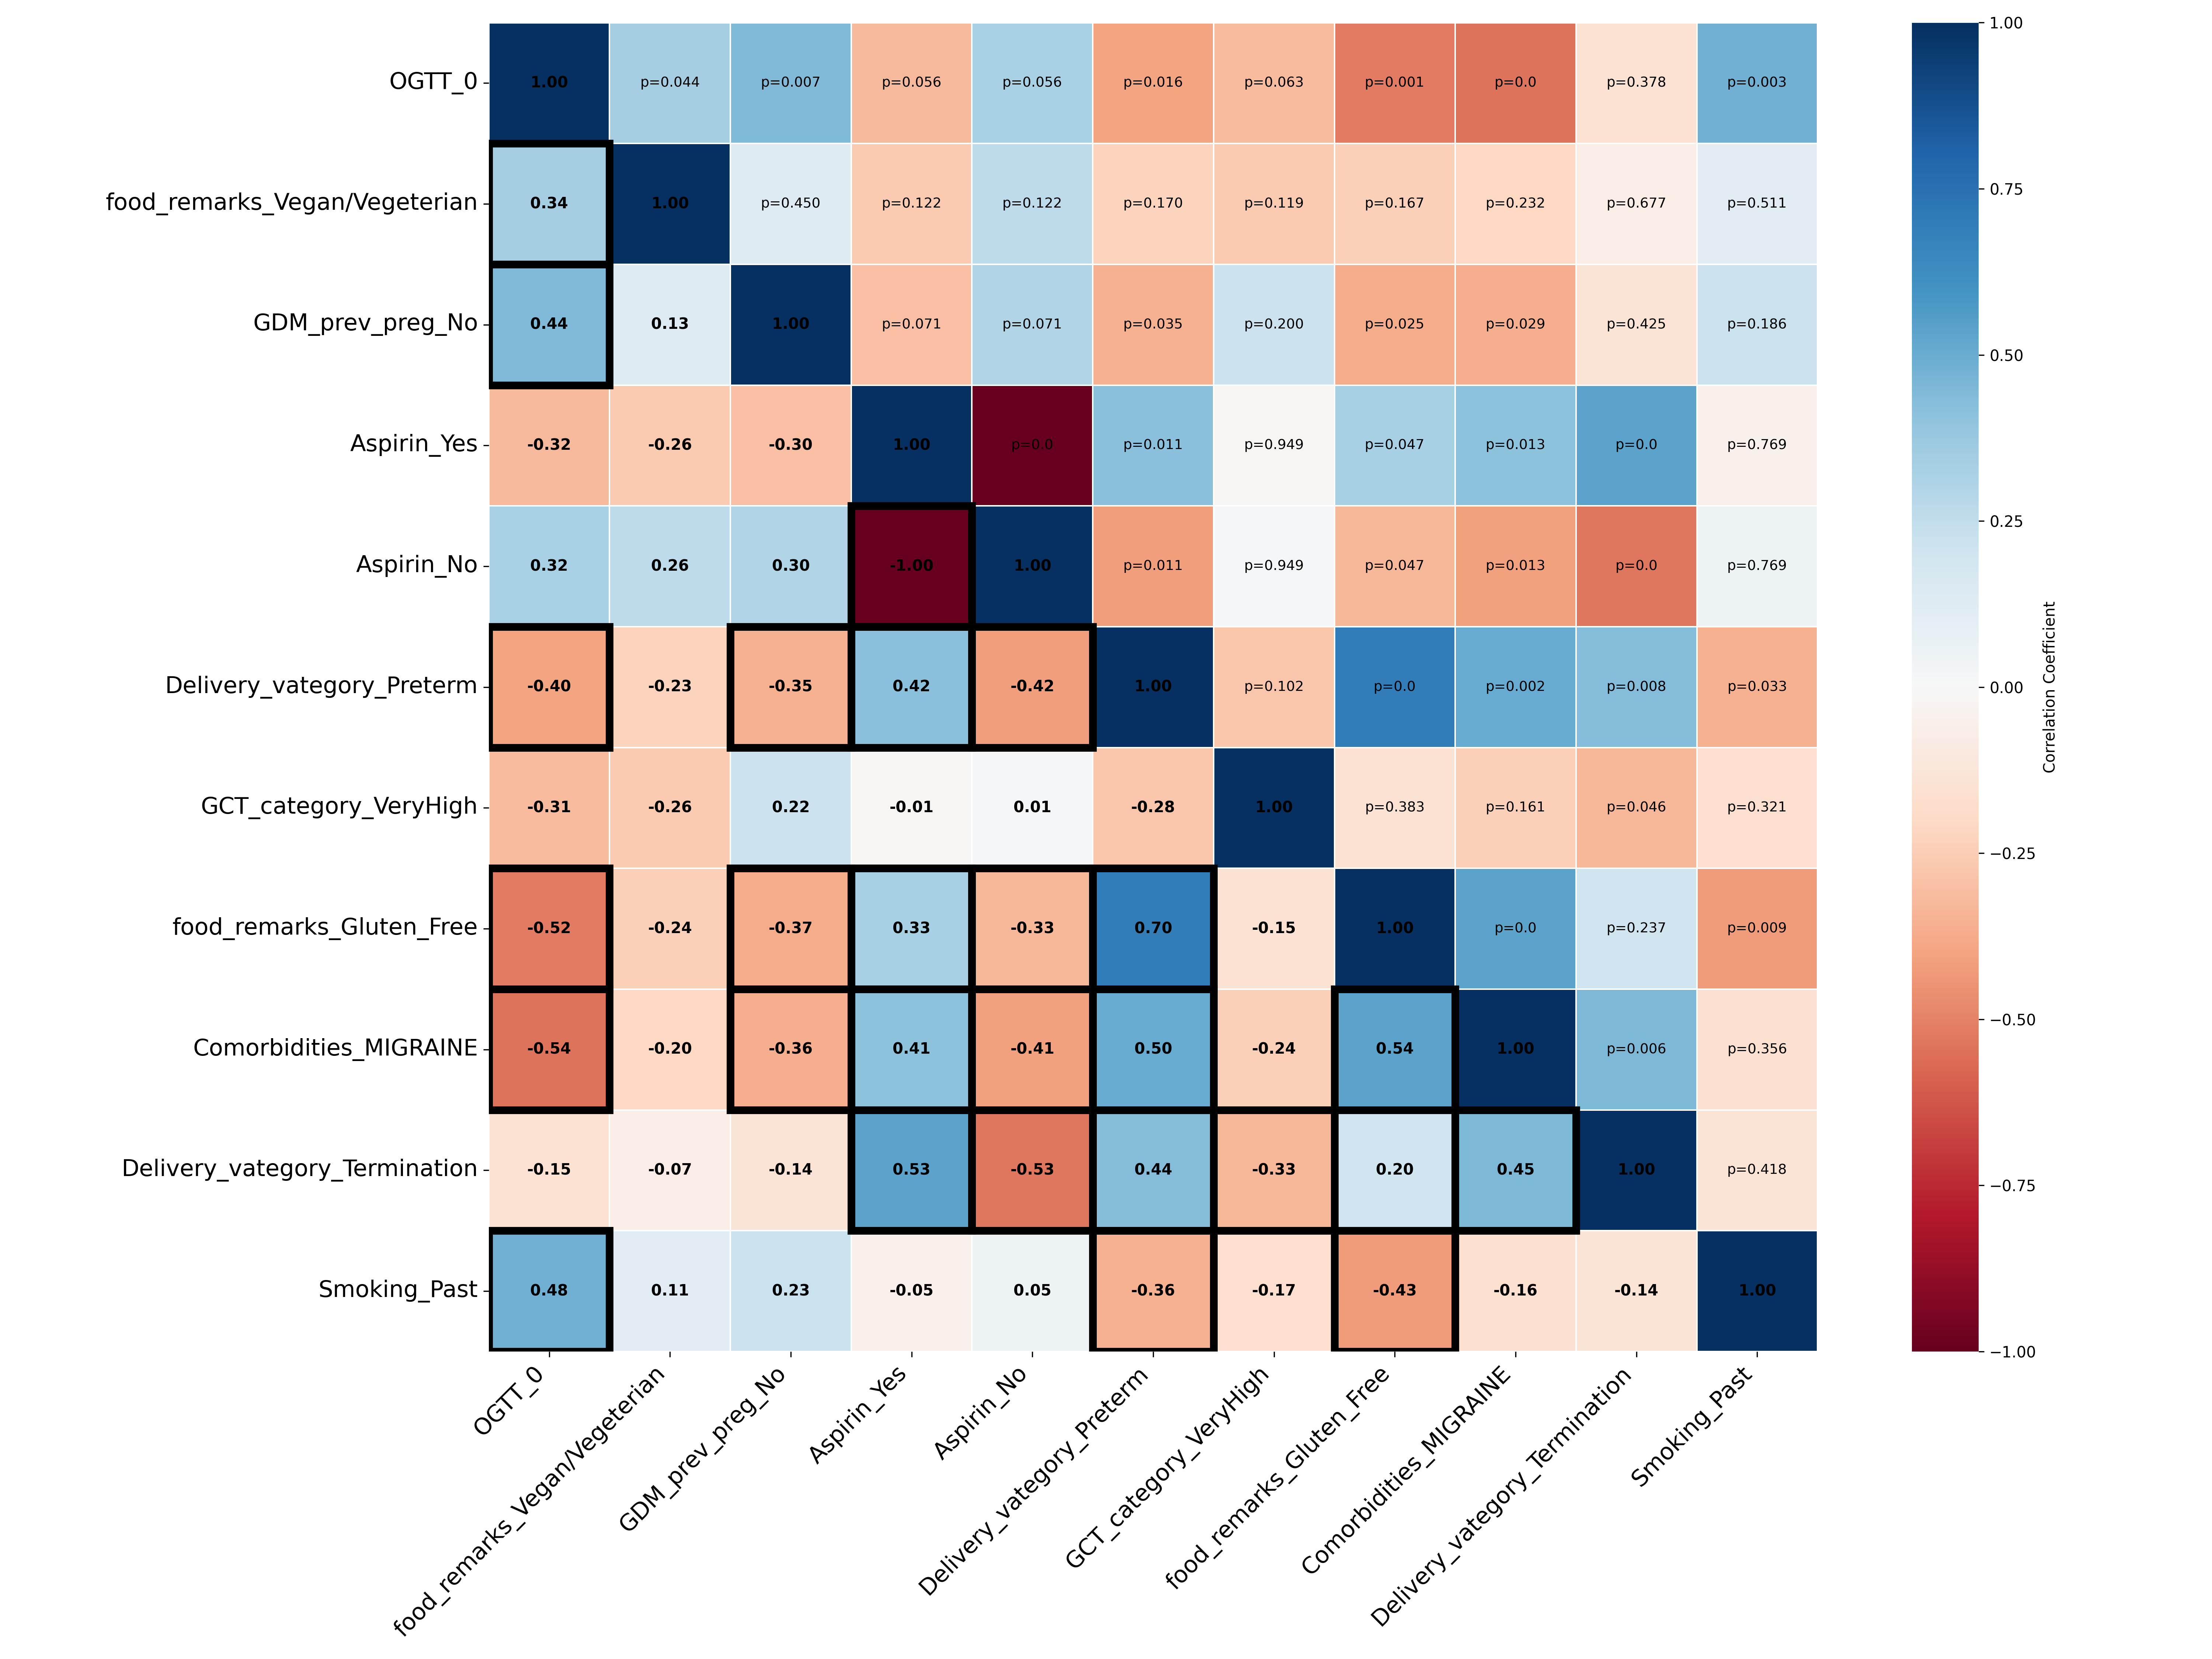 OGTT_0 1.00 p=0.044 p=0.007 p=0.056 p=0.056 p=0.016 p=0.063 p=0.001 p=0.0 p=0.378 p=0.003
food_remarks_Vegan/Vegeterian 0.34 1.00 p=0.450 p=0.122 p=0.122 p=0.170 p=0.119 p=0.167 p=0.232 p=0.677 p=0.511
GDM_prev_preg_No 0.44 0.13 1.00 p=0.071 p=0.071 p=0.035 p=0.200 p=0.025 p=0.029 p=0.425 p=0.186
Aspirin_Yes -0.32 -0.26 -0.30 1.00 p=0.0 p=0.011 p=0.949 p=0.047 p=0.013 p=0.0 p=0.769
Aspirin_No 0.32 0.26 0.30 -1.00 1.00 p=0.011 p=0.949 p=0.047 p=0.013 p=0.0 p=0.769
Delivery_vategory_Preterm -0.40 -0.23 -0.35 0.42 -0.42 1.00 p=0.102 p=0.0 p=0.002 p=0.008 p=0.033
GCT_category_VeryHigh -0.31 -0.26 0.22 -0.01 0.01 -0.28 1.00 p=0.383 p=0.161 p=0.046 p=0.321
food_remarks_Gluten_Free -0.52 -0.24 -0.37 0.33 -0.33 0.70 -0.15 1.00 p=0.0 p=0.237 p=0.009
Comorbidities_MIGRAINE -0.54 -0.20 -0.36 0.41 -0.41 0.50 -0.24 0.54 1.00 p=0.006 p=0.356
Delivery_vategory_Termination -0.15 -0.07 -0.14 0.53 -0.53 0.44 -0.33 0.20 0.45 1.00 p=0.418
Smoking_Past 0.48 0.11 0.23 -0.05 0.05 -0.36 -0.17 -0.43 -0.16 -0.14 1.00
OGTT_0
food_remarks_Vegan/Vegeterian
GDM_prev_preg_No
Aspirin_Yes
Aspirin_No
Delivery_vategory_Preterm
GCT_category_VeryHigh
food_remarks_Gluten_Free
Comorbidities_MIGRAINE
Delivery_vategory_Termination
Smoking_Past
1.00
0.75
0.50
0.25
0.00
−0.25
−0.50
−0.75
−1.00
Correlation Coefficient